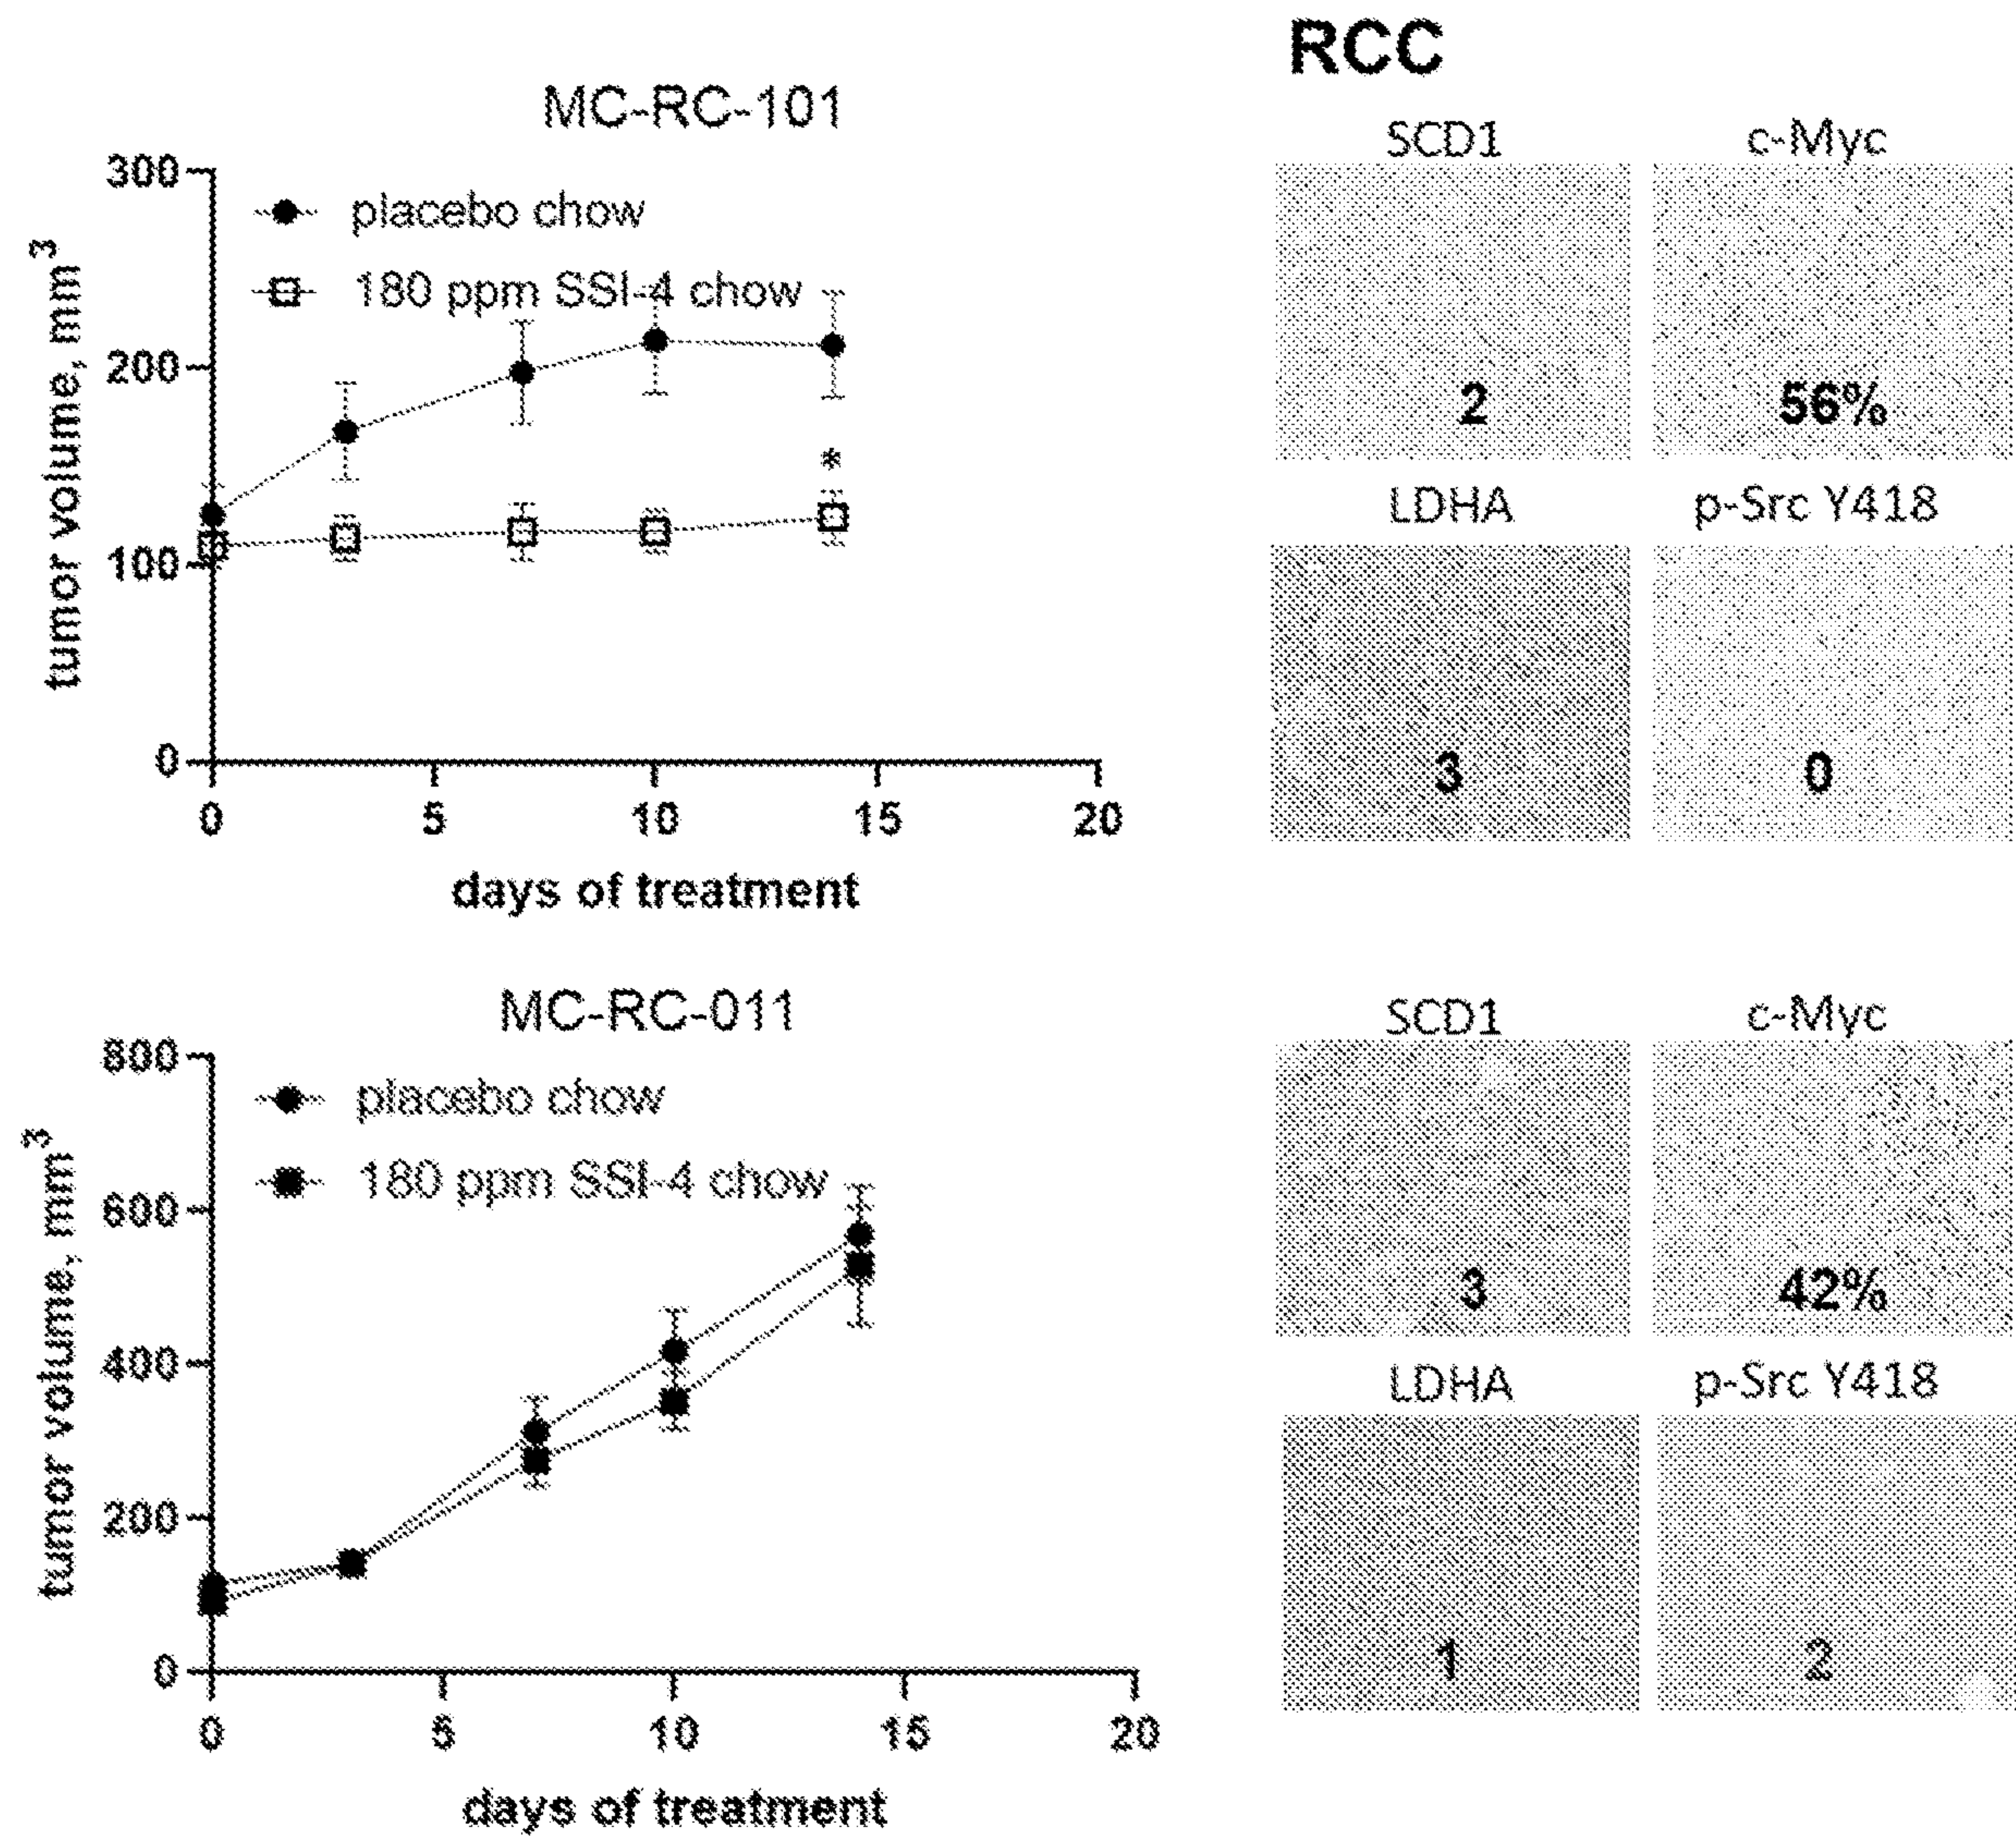 RCC
MC-RC-101
300
200
100
0
tumor volume, mm³
placebo chow
180 ppm SSI-4 chow
*
0 5 10 15 20
days of treatment
SCD1 c-Myc
2 56%
LDHA p-Src Y418
3 0
MC-RC-011
800
600
400
200
0
tumor volume, mm³
placebo chow
180 ppm SSI-4 chow
0 5 10 15 20
days of treatment
SCD1 c-Myc
3 42%
LDHA p-Src Y418
1 2